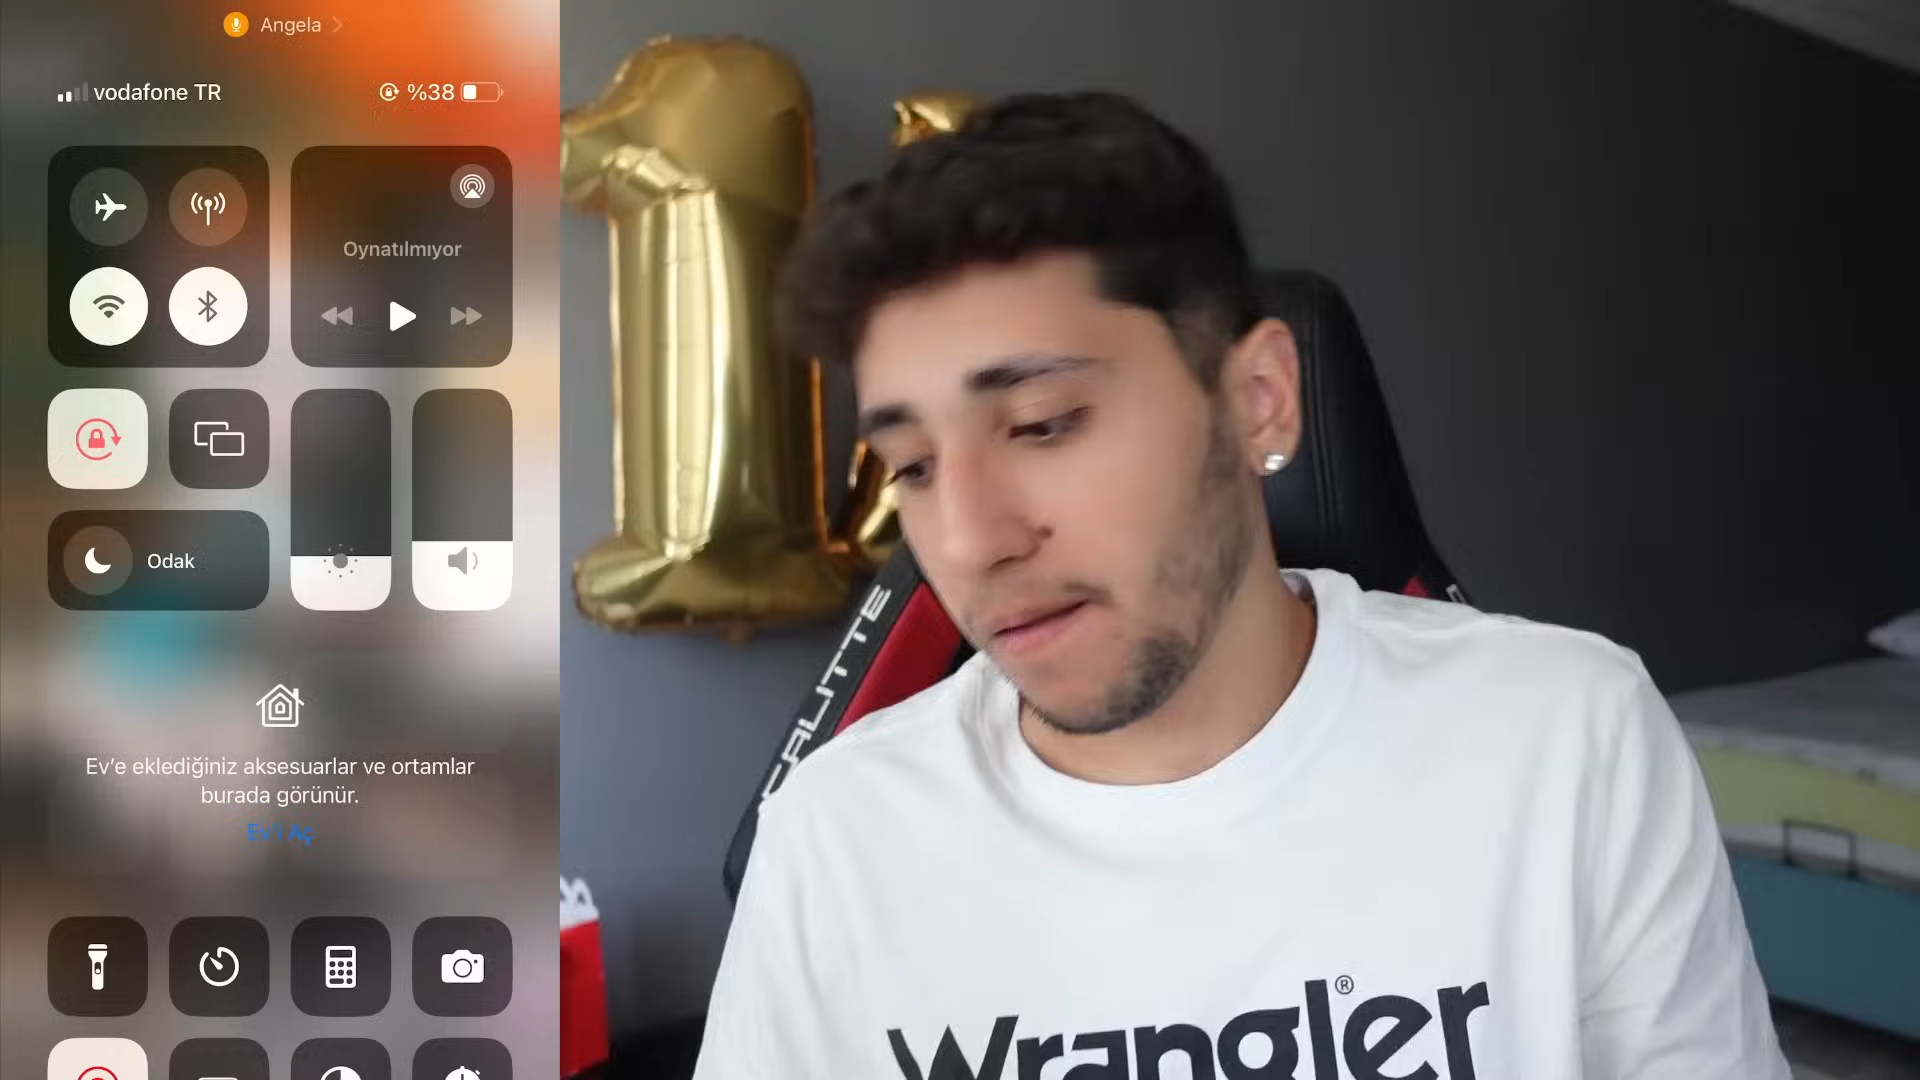 Angela
vodafone TR
%38
Oynatılmıyor
Odak
Ev’e eklediğiniz aksesuarlar ve ortamlar
burada görünür.
Ev'i Aç
Wrangler®